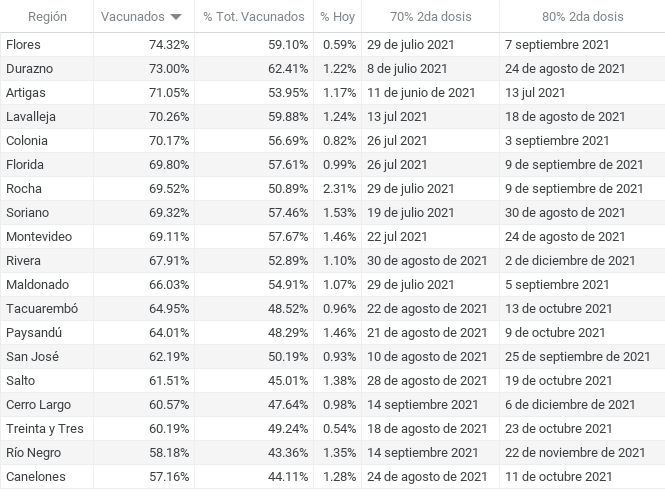 Región Vacunados % Tot. Vacunados % Hoy 70% 2da dosis 80% 2da dosis
Flores 74.32% 59.10% 0.59% 29 de julio 2021 7 septiembre 2021
Durazno 73.00% 62.41% 1.22% 8 de julio 2021 24 de agosto de 2021
Artigas 71.05% 53.95% 1.17% 11 de junio de 2021 13 jul 2021
Lavalleja 70.26% 59.88% 1.24% 13 jul 2021 18 de agosto de 2021
Colonia 70.17% 56.69% 0.82% 26 jul 2021 3 septiembre 2021
Florida 69.80% 57.61% 0.99% 26 jul 2021 9 de septiembre de 2021
Rocha 69.52% 50.89% 2.31% 29 de julio 2021 9 de septiembre de 2021
Soriano 69.32% 57.46% 1.53% 19 de julio 2021 30 de agosto de 2021
Montevideo 69.11% 57.67% 1.46% 22 jul 2021 24 de agosto de 2021
Rivera 67.91% 52.89% 1.10% 30 de agosto de 2021 2 de diciembre de 2021
Maldonado 66.03% 54.91% 1.07% 29 de julio 2021 5 septiembre 2021
Tacuarembó 64.95% 48.52% 0.96% 22 de agosto de 2021 13 de octubre 2021
Paysandú 64.01% 48.29% 1.46% 21 de agosto de 2021 9 de octubre 2021
San José 62.19% 50.19% 0.93% 10 de agosto de 2021 25 de septiembre de 2021
Salto 61.51% 45.01% 1.38% 28 de agosto de 2021 19 de octubre 2021
Cerro Largo 60.57% 47.64% 0.98% 14 septiembre 2021 6 de diciembre de 2021
Treinta y Tres 60.19% 49.24% 0.54% 18 de agosto de 2021 23 de octubre 2021
Río Negro 58.18% 43.36% 1.35% 14 septiembre 2021 22 de noviembre de 2021
Canelones 57.16% 44.11% 1.28% 24 de agosto de 2021 11 de octubre 2021